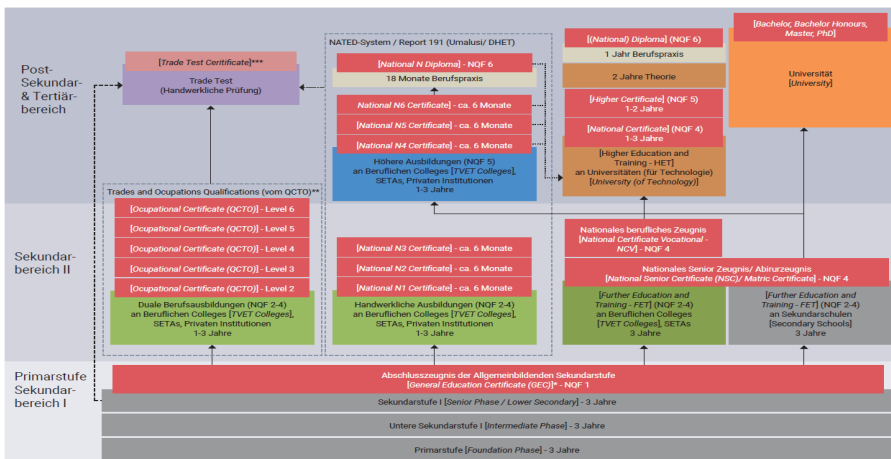 Post-
Sekundar-
& Tertiär-
bereich
[Trade Test Certificate]***
Trade Test
(Handwerkliche Prüfung)
NATED-System / Report 191 (Umalusi/ DHET)
[National N Diploma] - NQF 6
18 Monate Berufspraxis
[National N6 Certificate] - ca. 6 Monate
[National N5 Certificate] - ca. 6 Monate
[National N4 Certificate] - ca. 6 Monate
Höhere Ausbildungen (NQF 5)
an Beruflichen Colleges [TVET Colleges],
SETAs, Privaten Institutionen
1-3 Jahre
[(National) Diploma] (NQF 6)
1 Jahr Berufspraxis
2 Jahre Theorie
[Higher Certificate] (NQF 5)
1-2 Jahre
[National Certificate] (NQF 4)
1-3 Jahre
[Higher Education and
Training - HET]
an Universitäten (für Technologie)
[University (of Technology)]
[Bachelor, Bachelor Honours,
Master, PhD]
Universität
[University]
Sekundar-
bereich II
Trades and Ocupations Qualifications (vom QCTO)**
[Ocupational Certificate (QCTO)] - Level 6
[Ocupational Certificate (QCTO)] - Level 5
[Ocupational Certificate (QCTO)] - Level 4
[Ocupational Certificate (QCTO)] - Level 3
[Ocupational Certificate (QCTO)] - Level 2
Duale Berufsausbildungen (NQF 2-4)
an Beruflichen Colleges [TVET Colleges],
SETAs, Privaten Institutionen
1-3 Jahre
[National N3 Certificate] - ca. 6 Monate
[National N2 Certificate] - ca. 6 Monate
[National N1 Certificate] - ca. 6 Monate
Handwerkliche Ausbildungen (NQF 2-4)
an Beruflichen Colleges [TVET Colleges],
SETAs, Privaten Institutionen
1-3 Jahre
Nationales berufliches Zeugnis
[National Certificate Vocational -
NCV] - NQF 4
Nationales Senior Zeugnis/ Abirurzeugnis
[National Senior Certificate (NSC)/ Matric Certificate] - NQF 4
[Further Education and
Training - FET] (NQF 2-4)
an Beruflichen Colleges
[TVET Colleges], SETAs
3 Jahre
[Further Education and
Training - FET] (NQF 2-4)
an Sekundarschulen
[Secondary Schools]
3 Jahre
Primarstufe
Sekundar-
bereich I
Abschlusszeugnis der Allgemeinbildenden Sekundarstufe
[General Education Certificate (GEC)]* - NQF 1
Sekundarstufe I [Senior Phase / Lower Secondary] - 3 Jahre
Untere Sekundarstufe I [Intermediate Phase] - 3 Jahre
Primarstufe [Foundation Phase] - 3 Jahre